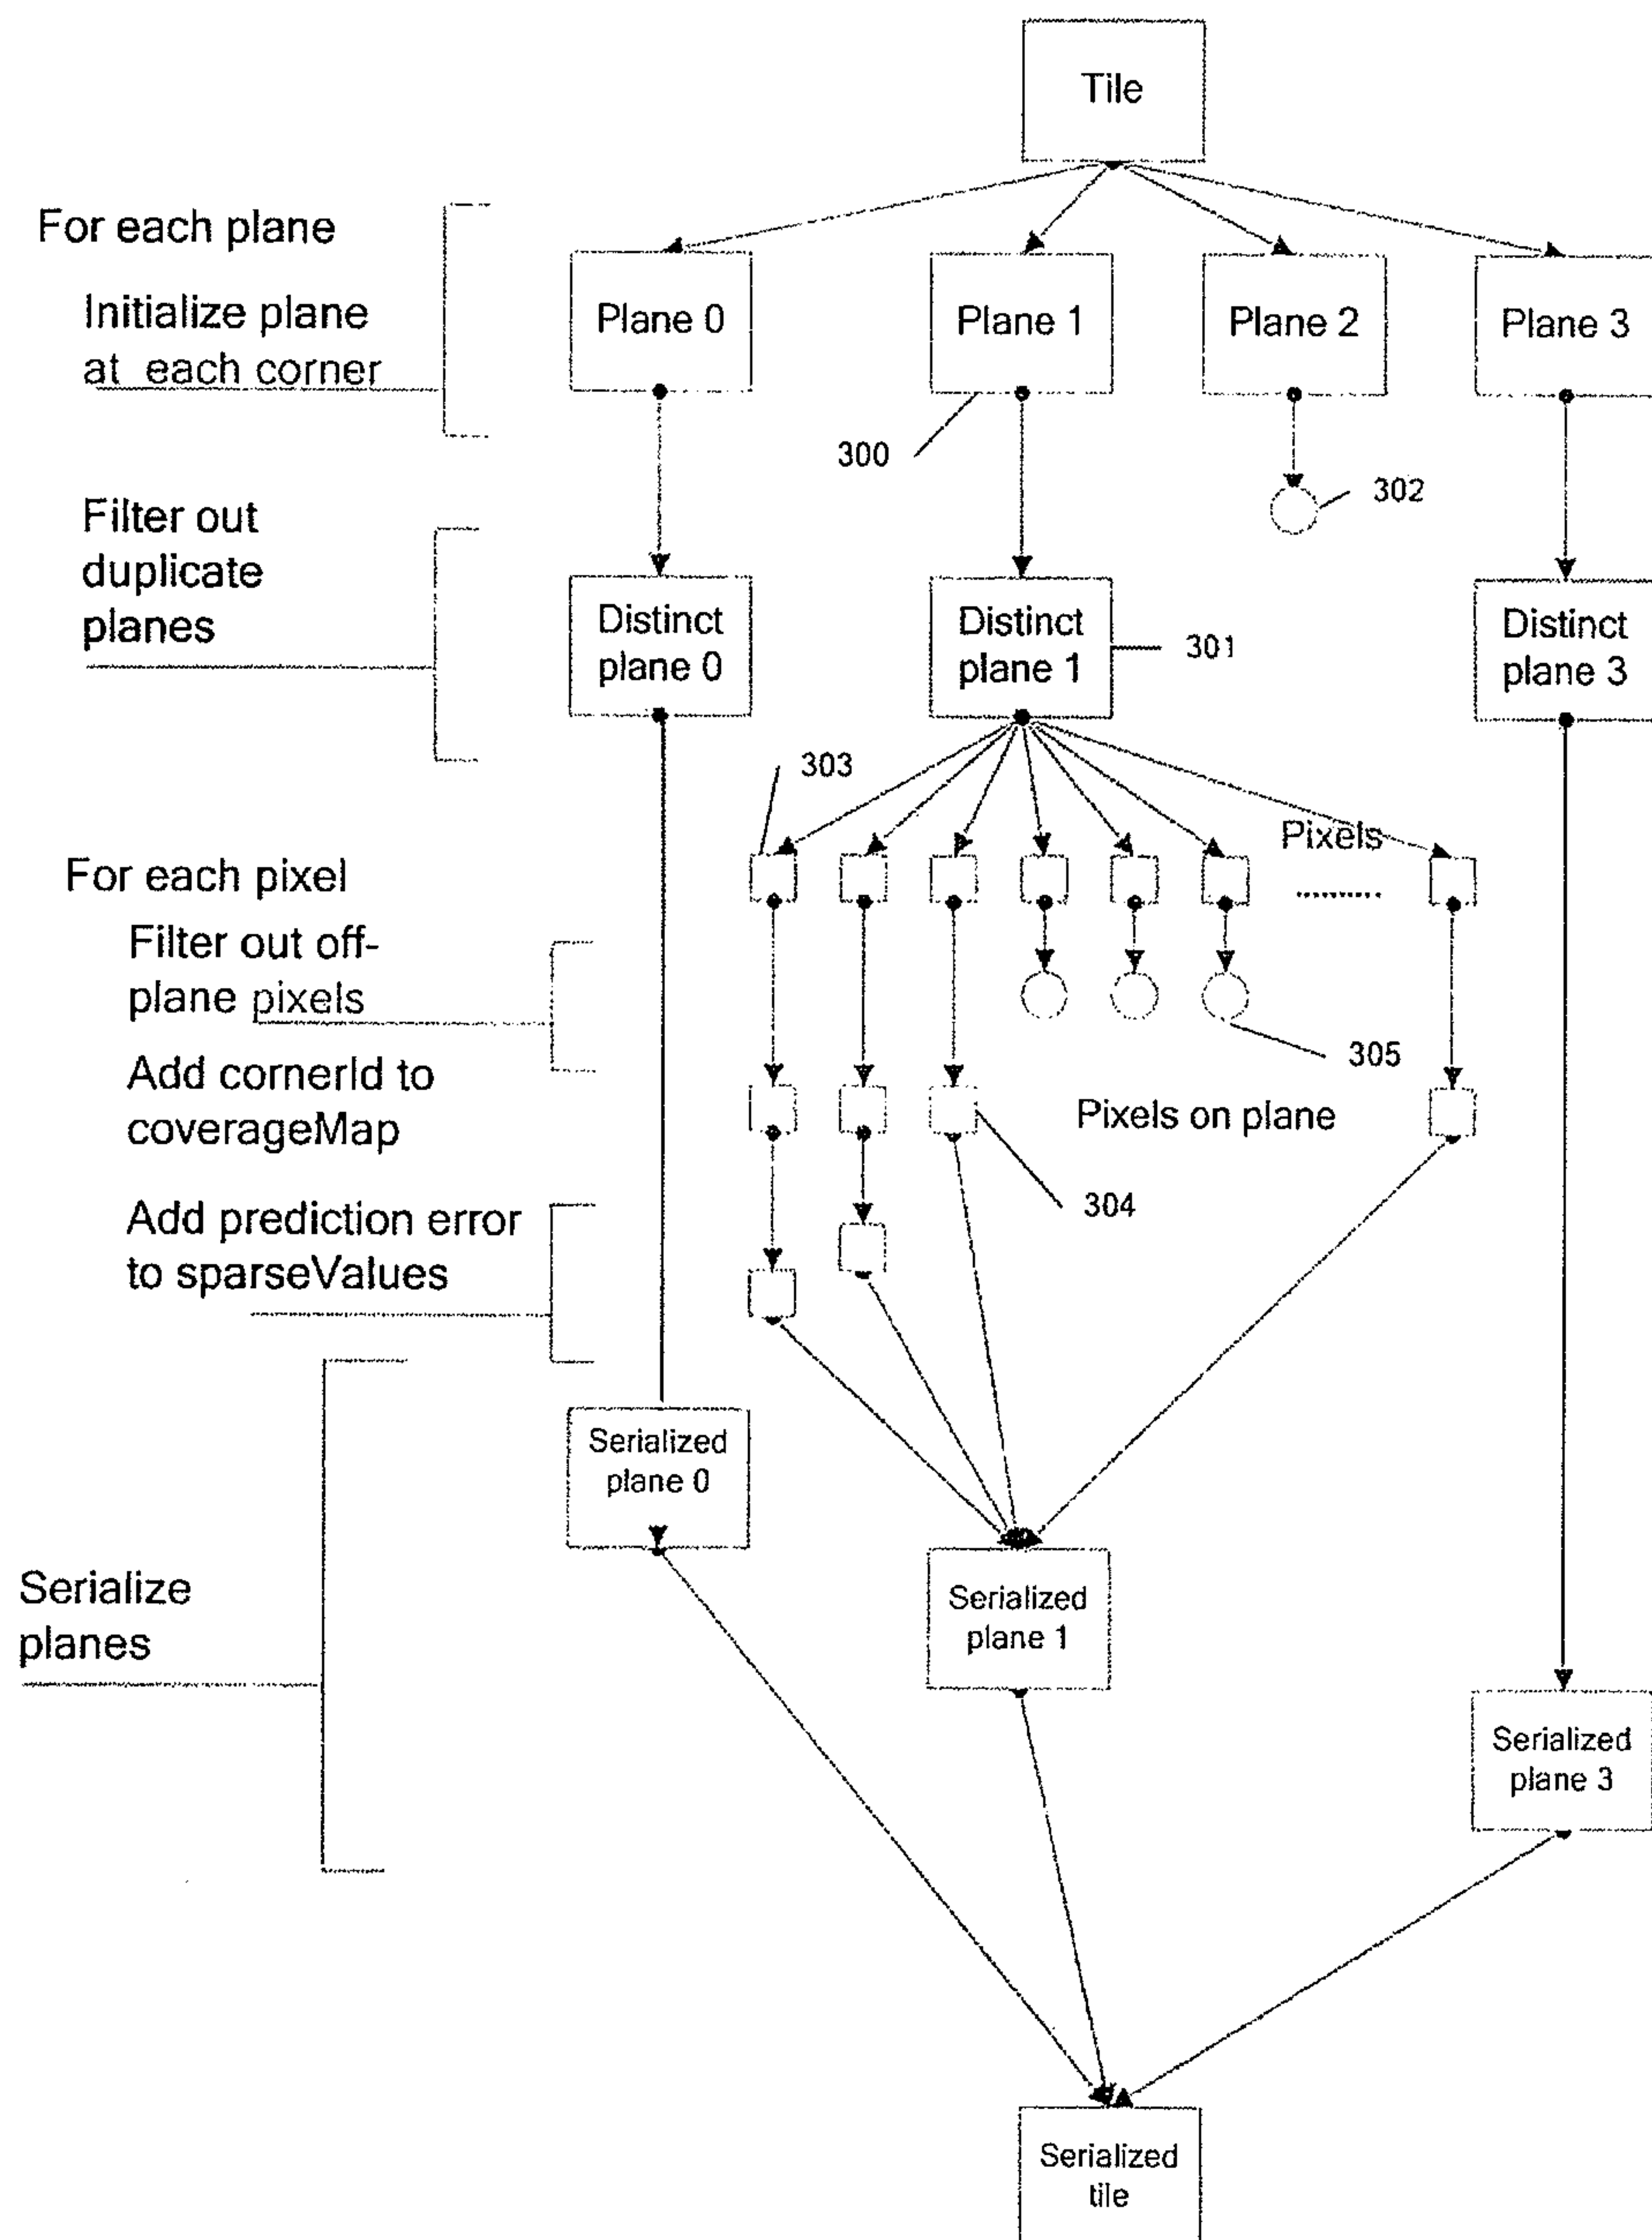 Tile
For each plane
Initialize plane
at each corner
Plane 0
Plane 1
Plane 2
Plane 3
300
302
Filter out
duplicate
planes
Distinct
plane 0
Distinct
plane 1
301
Distinct
plane 3
303
Pixels
For each pixel
Filter out off-
plane pixels
305
Add cornerId to
coverageMap
Pixels on plane
304
Add prediction error
to sparseValues
Serialized
plane 0
Serialize
planes
Serialized
plane 1
Serialized
plane 3
Serialized
tile